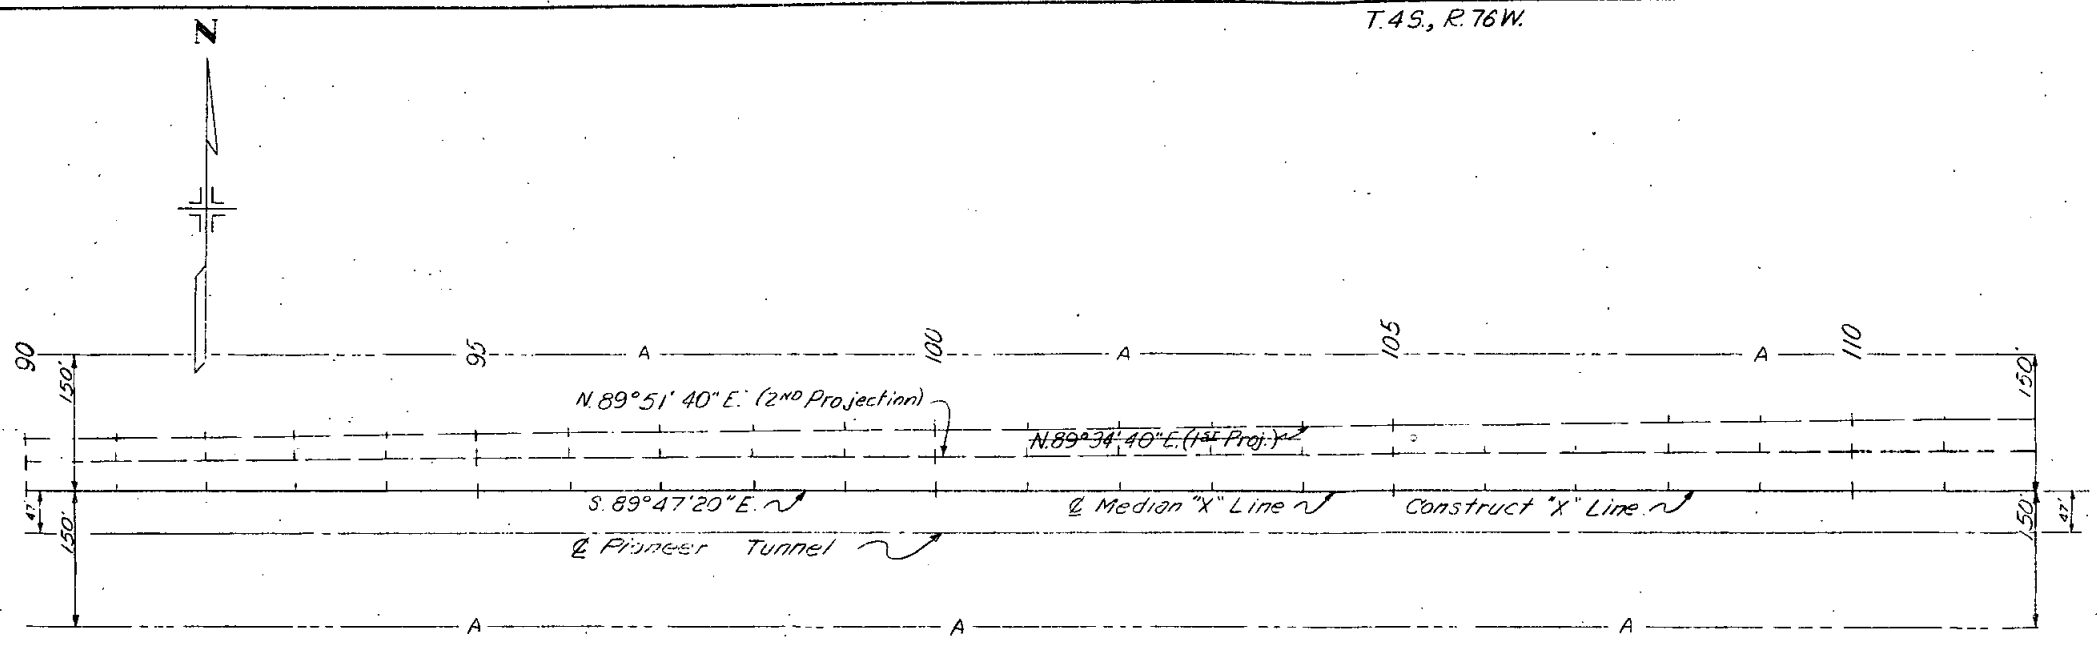 T.4S., R.76W.
N
90 95 A 100 A 105 A 110
150' 150'
N.89°51'40"E. (2ND Projection)
N.89°34'40"E.(1ST Proj.)
S.89°47'20"E. ℄ Median "X" Line Construct "X" Line
47' 150' 150' 47'
℄ Pioneer Tunnel
A A A